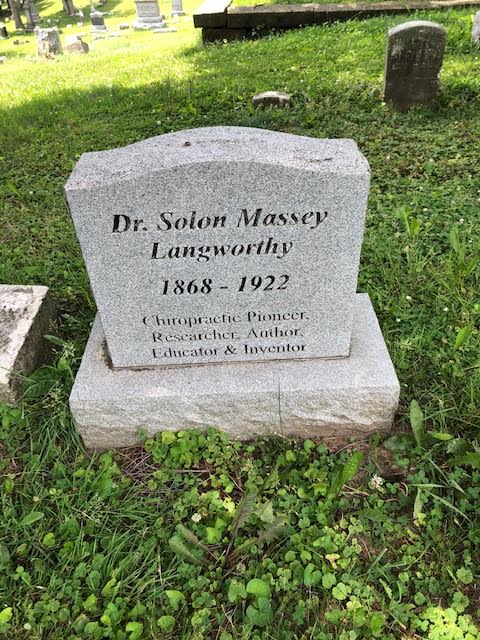 Dr. Solon Massey
Langworthy
1868 - 1922
Chiropractic Pioneer,
Researcher, Author,
Educator & Inventor